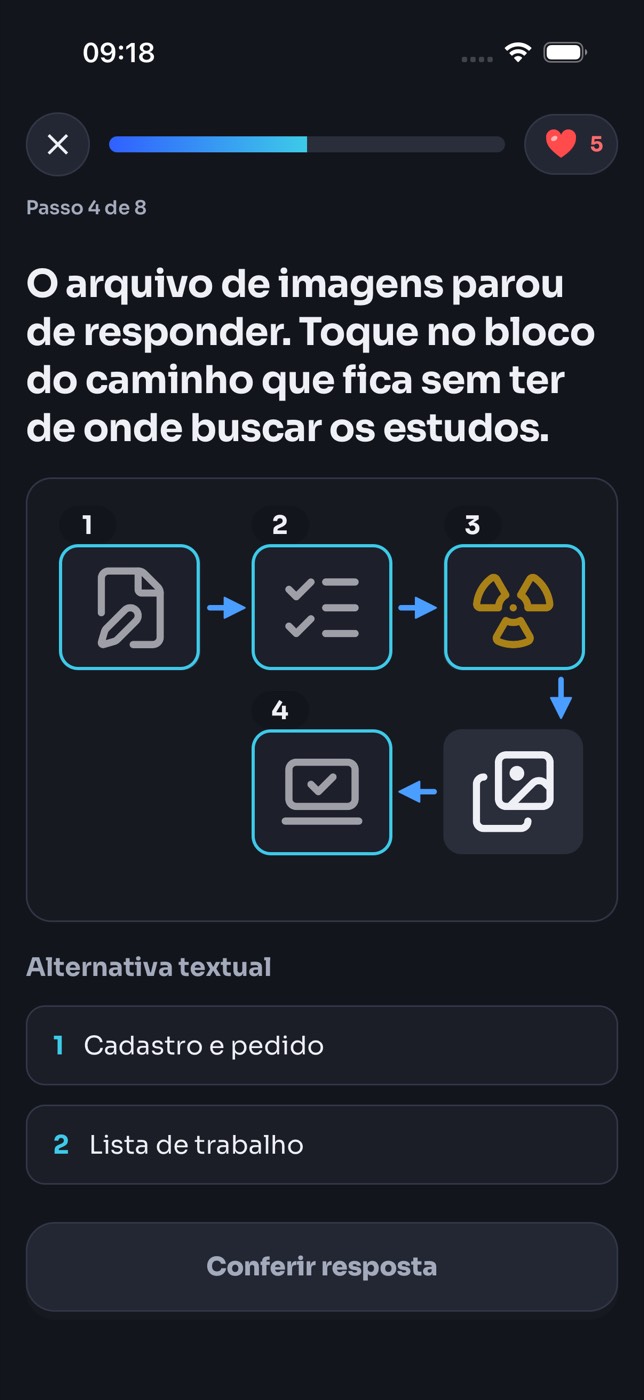 09:18
5
Passo 4 de 8
O arquivo de imagens parou
de responder. Toque no bloco
do caminho que fica sem ter
de onde buscar os estudos.
1
2
3
4
Alternativa textual
1 Cadastro e pedido
2 Lista de trabalho
Conferir resposta